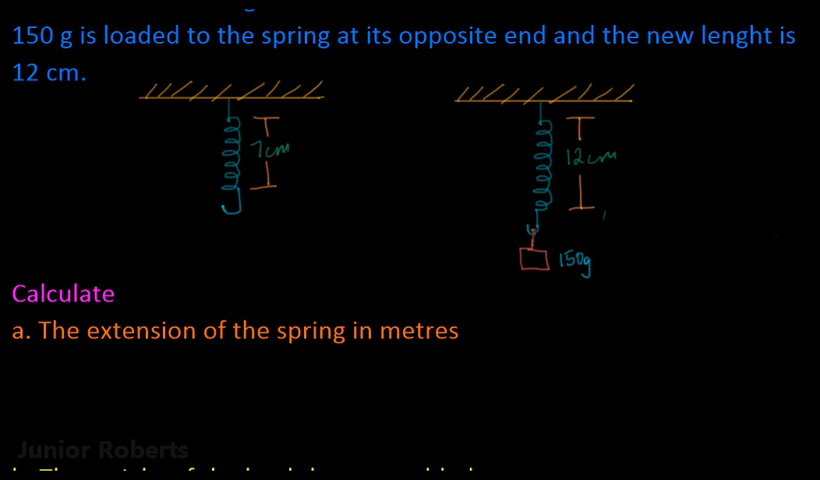 150 g is loaded to the spring at its opposite end and the new lenght is
12 cm.
7cm
12cm
150g
Calculate
a. The extension of the spring in metres
Junior Roberts